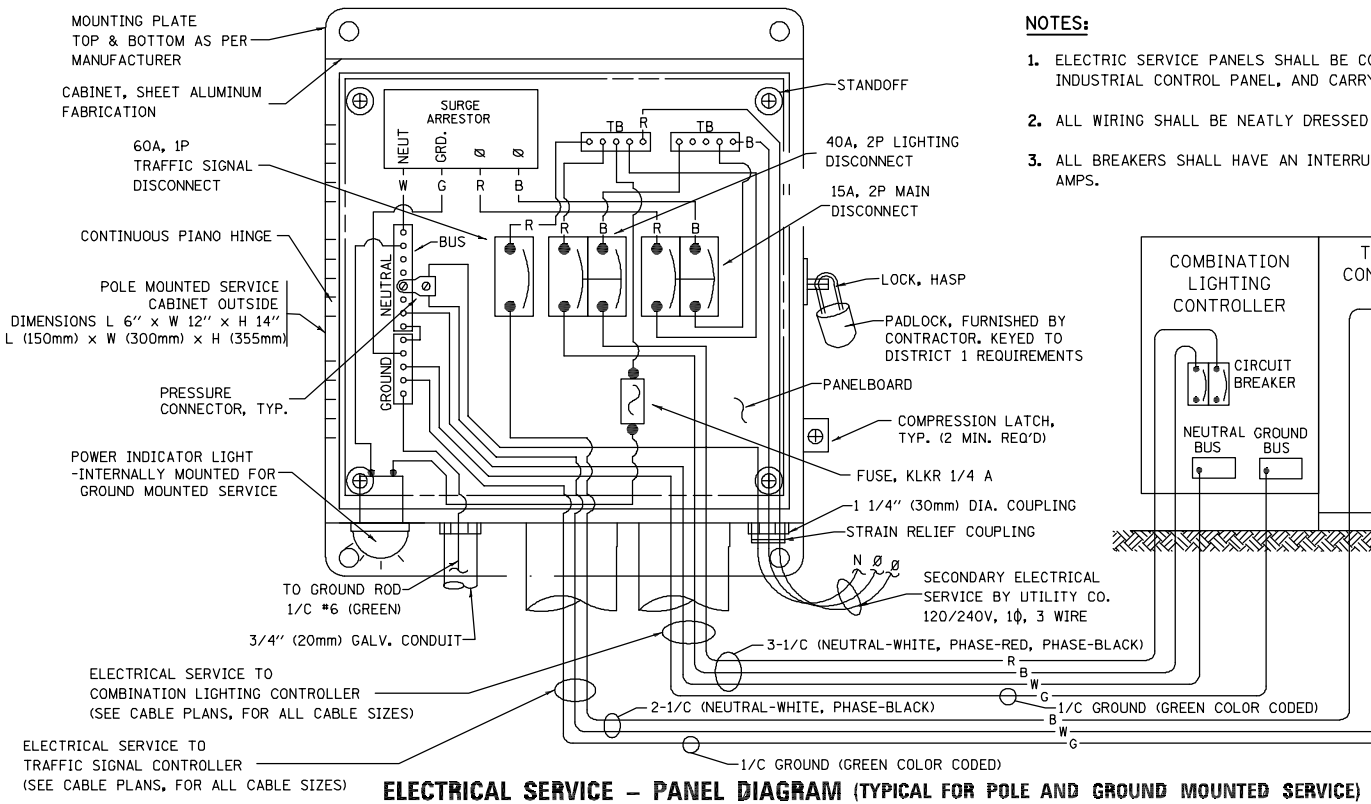 MOUNTING PLATE
TOP & BOTTOM AS PER
MANUFACTURER
CABINET, SHEET ALUMINUM
FABRICATION
60A, 1P
TRAFFIC SIGNAL
DISCONNECT
CONTINUOUS PIANO HINGE
POLE MOUNTED SERVICE
CABINET OUTSIDE
DIMENSIONS L 6" x W 12" x H 14"
L (150mm) x W (300mm) x H (355mm)
PRESSURE
CONNECTOR, TYP.
POWER INDICATOR LIGHT
-INTERNALLY MOUNTED FOR
GROUND MOUNTED SERVICE
TO GROUND ROD
1/C #6 (GREEN)
3/4" (20mm) GALV. CONDUIT
ELECTRICAL SERVICE TO
COMBINATION LIGHTING CONTROLLER
(SEE CABLE PLANS, FOR ALL CABLE SIZES)
ELECTRICAL SERVICE TO
TRAFFIC SIGNAL CONTROLLER
(SEE CABLE PLANS, FOR ALL CABLE SIZES)
SURGE
ARRESTOR
NEUT
GRD.
Ø
Ø
W
G
R
B
TB
R
TB
B
R
R
B
R
B
BUS
NEUTRAL
GROUND
STANDOFF
40A, 2P LIGHTING
DISCONNECT
15A, 2P MAIN
DISCONNECT
LOCK, HASP
PADLOCK, FURNISHED BY
CONTRACTOR. KEYED TO
DISTRICT 1 REQUIREMENTS
PANELBOARD
COMPRESSION LATCH,
TYP. (2 MIN. REQ'D)
FUSE, KLKR 1/4 A
1 1/4" (30mm) DIA. COUPLING
STRAIN RELIEF COUPLING
N Ø Ø
SECONDARY ELECTRICAL
SERVICE BY UTILITY CO.
120/240V, 1ϕ, 3 WIRE
3-1/C (NEUTRAL-WHITE, PHASE-RED, PHASE-BLACK)
R
B
W
G
1/C GROUND (GREEN COLOR CODED)
2-1/C (NEUTRAL-WHITE, PHASE-BLACK)
B
W
G
1/C GROUND (GREEN COLOR CODED)
NOTES:
1. ELECTRIC SERVICE PANELS SHALL BE
INDUSTRIAL CONTROL PANEL, AND
2. ALL WIRING SHALL BE NEATLY DRESSED
3. ALL BREAKERS SHALL HAVE AN
AMPS.
COMBINATION
LIGHTING
CONTROLLER
CIRCUIT
BREAKER
NEUTRAL
BUS
GROUND
BUS
ELECTRICAL SERVICE – PANEL DIAGRAM (TYPICAL FOR POLE AND GROUND MOUNTED SERVICE)